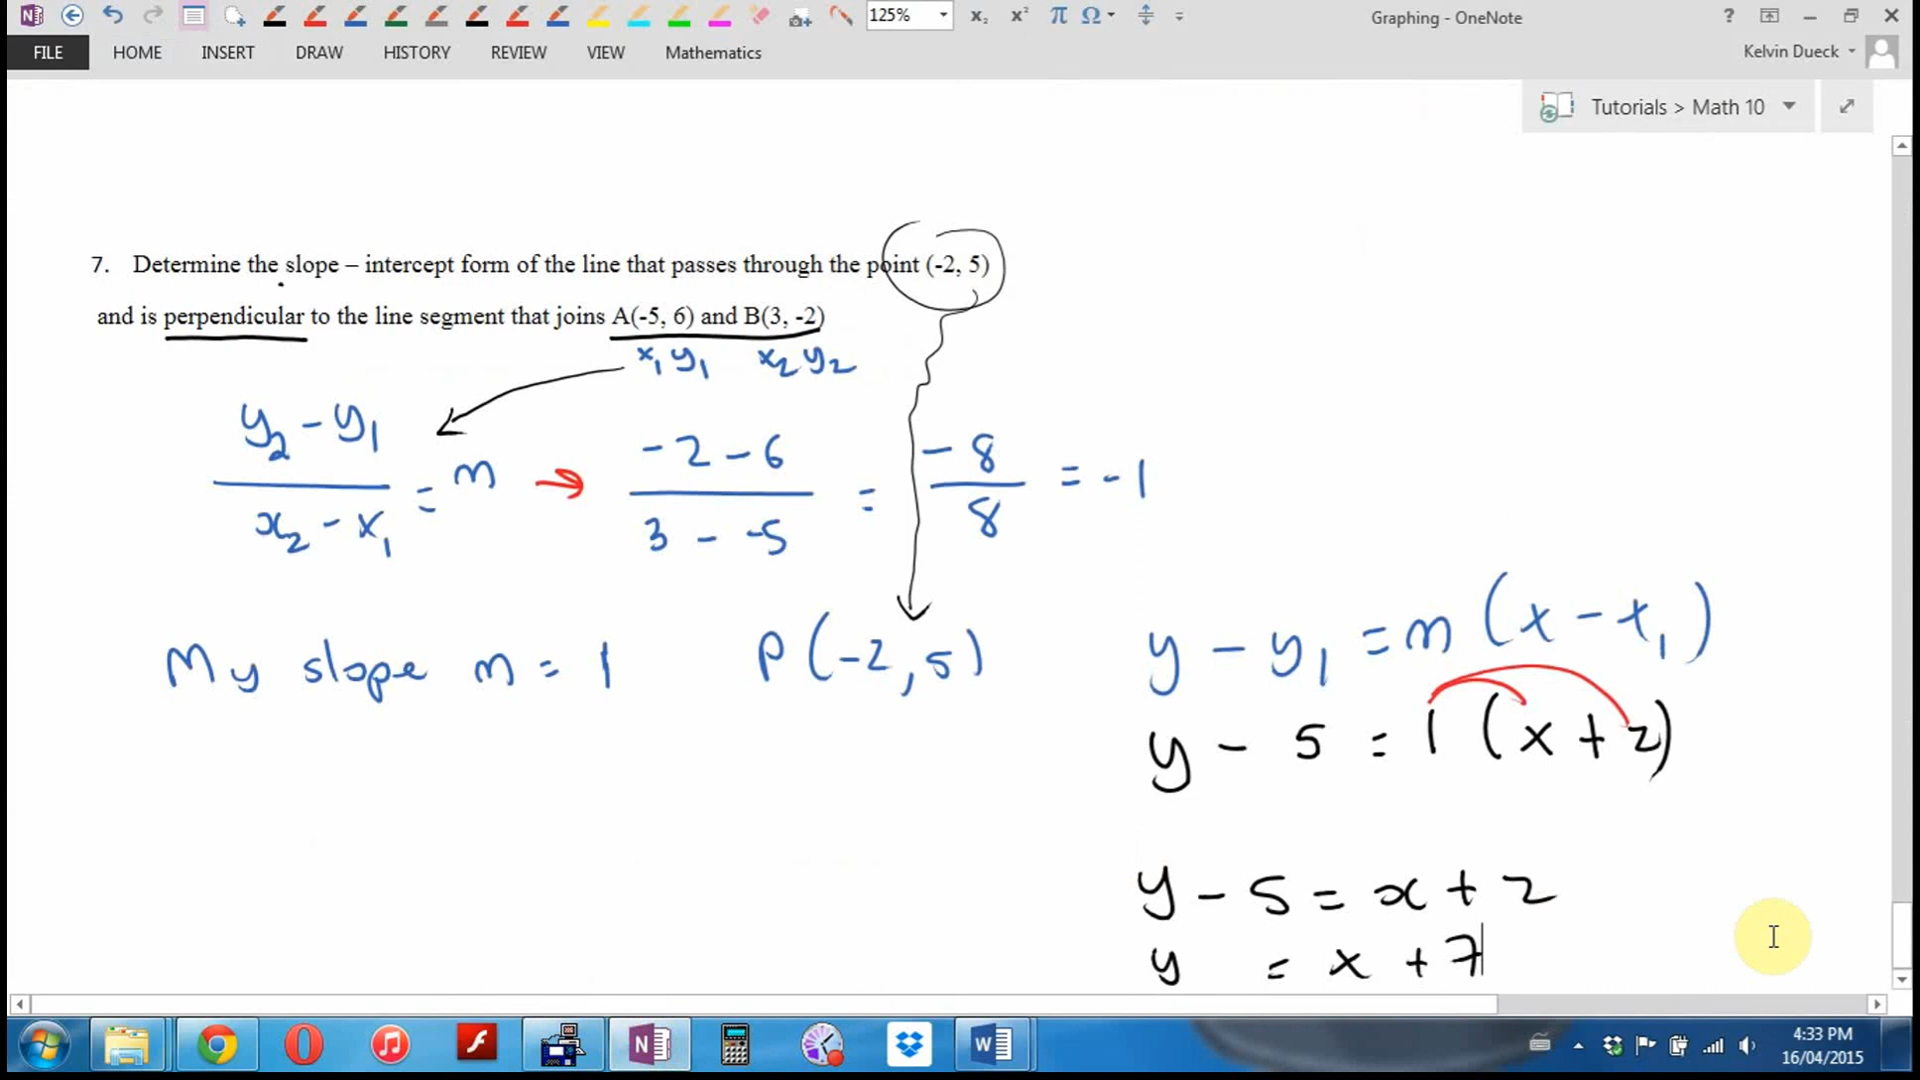 125%
x₂ x² π Ω
Graphing - OneNote
?
FILE HOME INSERT DRAW HISTORY REVIEW VIEW Mathematics
Kelvin Dueck
Tutorials > Math 10
7. Determine the slope – intercept form of the line that passes through the point (-2, 5)
and is perpendicular to the line segment that joins A(-5, 6) and B(3, -2)
x₁ y₁ x₂ y₂
y₂ - y₁
x₂ - x₁
= m → -2 - 6
3 - -5
= -8
8
= -1
My slope m = 1 P(-2, 5)
y - y₁ = m (x - x₁)
y - 5 = 1 (x + 2)
y - 5 = x + 2
y = x + 7
N
W
4:33 PM
16/04/2015